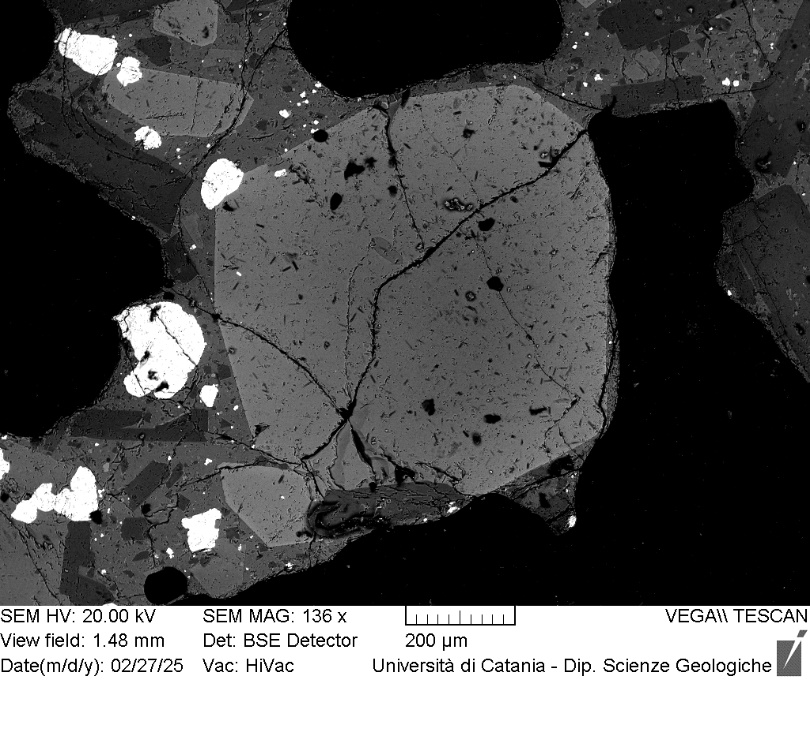 SEM HV: 20.00 kV SEM MAG: 136 x VEGA\\ TESCAN
View field: 1.48 mm Det: BSE Detector 200 µm
Date(m/d/y): 02/27/25 Vac: HiVac Università di Catania - Dip. Scienze Geologiche